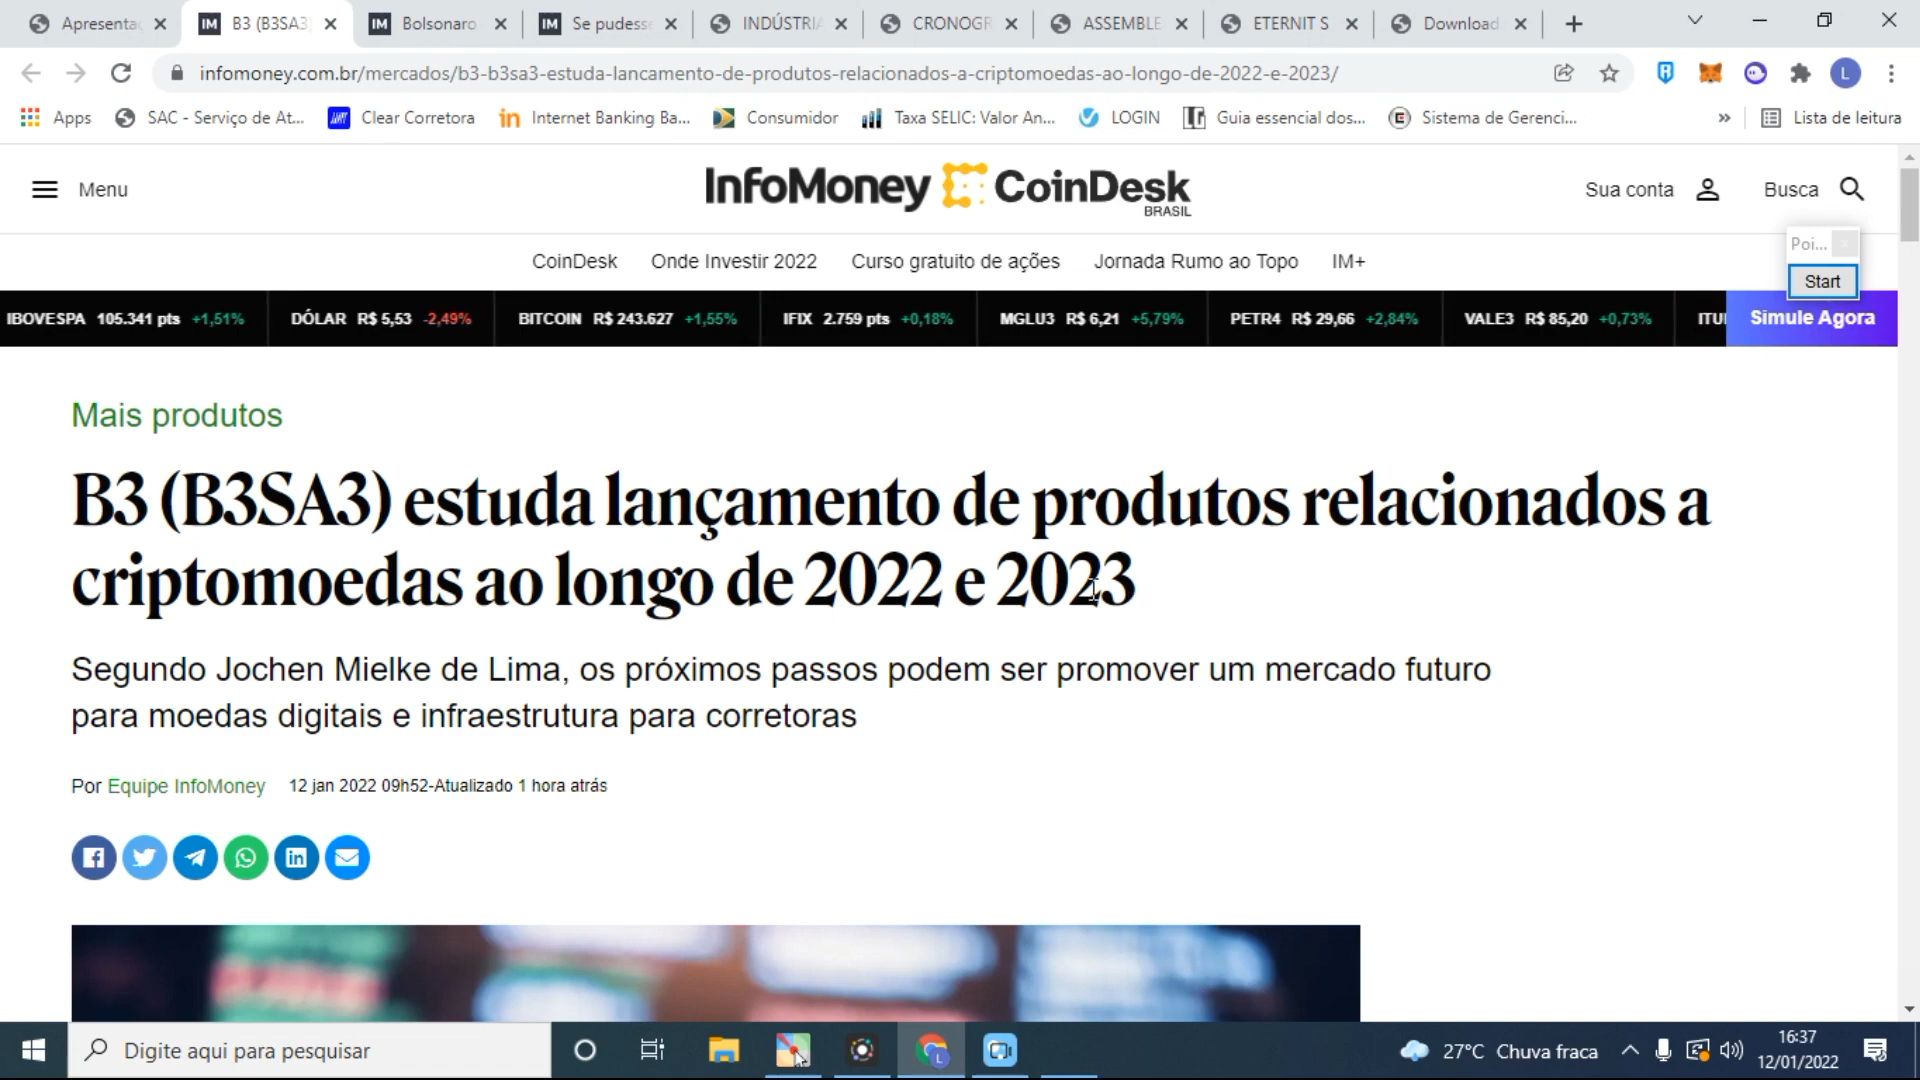 Apresentaç
B3 (B3SA3)
Bolsonaro
Se pudesse
INDÚSTRIA
CRONOGR
ASSEMBLE
ETERNIT S
Download
infomoney.com.br/mercados/b3-b3sa3-estuda-lancamento-de-produtos-relacionados-a-criptomoedas-ao-longo-de-2022-e-2023/
L
Apps
SAC - Serviço de At...
Clear Corretora
Internet Banking Ba...
Consumidor
Taxa SELIC: Valor An...
LOGIN
Guia essencial dos...
Sistema de Gerenci...
»
Lista de leitura
Menu
InfoMoney CoinDesk
BRASIL
Sua conta
Busca
Poi...
Start
CoinDesk
Onde Investir 2022
Curso gratuito de ações
Jornada Rumo ao Topo
IM+
IBOVESPA 105.341 pts +1,51%
DÓLAR R$ 5,53 -2,49%
BITCOIN R$ 243.627 +1,55%
IFIX 2.759 pts +0,18%
MGLU3 R$ 6,21 +5,79%
PETR4 R$ 29,66 +2,84%
VALE3 R$ 85,20 +0,73%
ITU
Simule Agora
Mais produtos
B3 (B3SA3) estuda lançamento de produtos relacionados a
criptomoedas ao longo de 2022 e 2023
Segundo Jochen Mielke de Lima, os próximos passos podem ser promover um mercado futuro
para moedas digitais e infraestrutura para corretoras
Por Equipe InfoMoney 12 jan 2022 09h52-Atualizado 1 hora atrás
Digite aqui para pesquisar
27°C Chuva fraca
16:37
12/01/2022